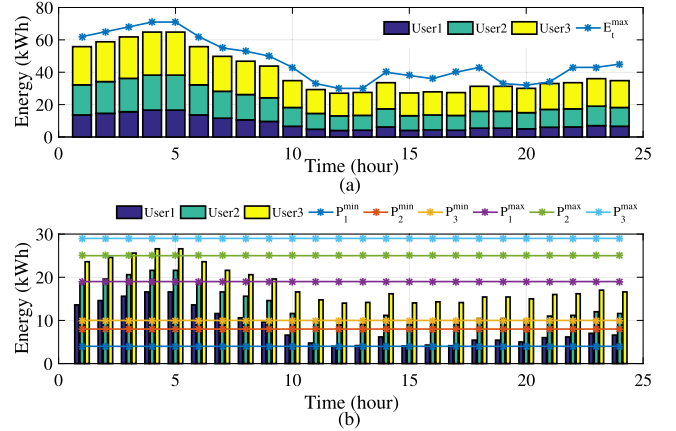 80
60
40
20
0
Energy (kWh)
User1 User2 User3 E_t^max
0 5 10 15 20 25
Time (hour)
(a)
User1 User2 User3 P_1^min P_2^min P_3^min P_1^max P_2^max P_3^max
30
20
10
0
Energy (kWh)
0 5 10 15 20 25
Time (hour)
(b)